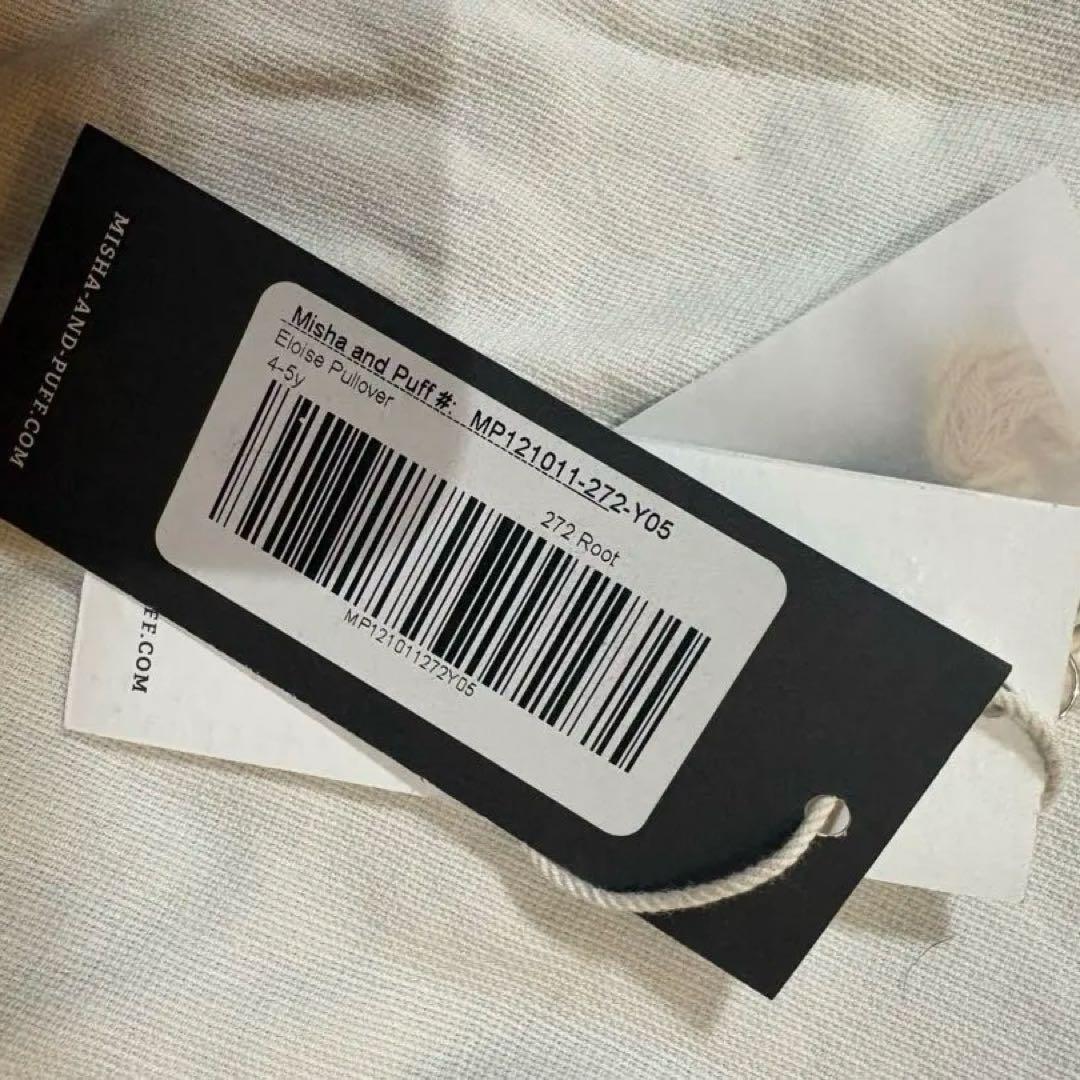 MISHA-AND-PUFF.COM
Misha and Puff #: MP121011-272-Y05
Eloise Pullover
4-5y
272 Root
MP121011272Y05
FF.COM